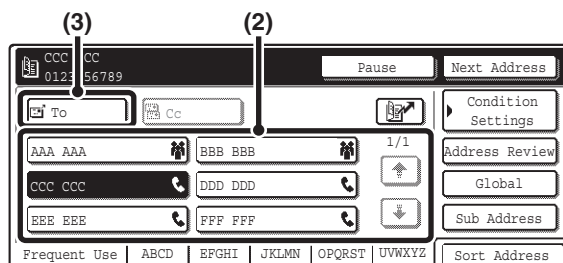 (3) (2)
CCC CCC
0123456789
Pause
Next Address
To
Cc
Condition
Settings
AAA AAA
BBB BBB
1/1
Address Review
CCC CCC
DDD DDD
Global
EEE EEE
FFF FFF
Sub Address
Frequent Use
ABCD
EFGHI
JKLMN
OPQRST
UVWXYZ
Sort Address